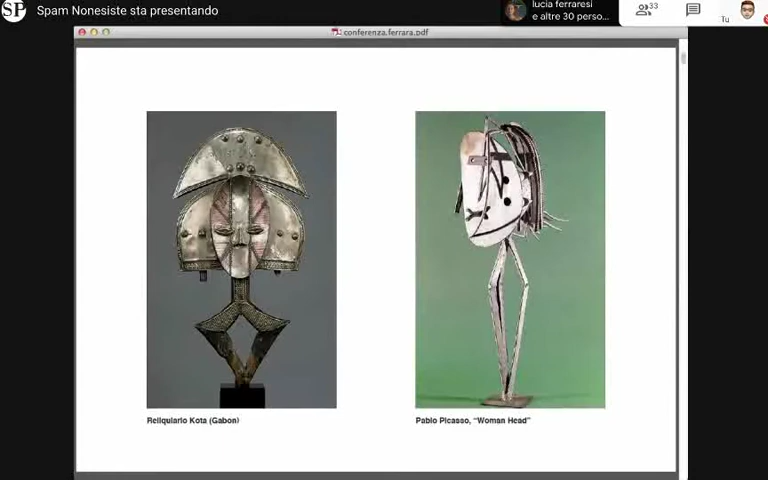 SP
Spam Nonesiste sta presentando
lucia ferraresi
e altre 30 perso...
33
Tu
conferenza.ferrara.pdf
Reliquiario Kota (Gabon)
Pablo Picasso, "Woman Head"